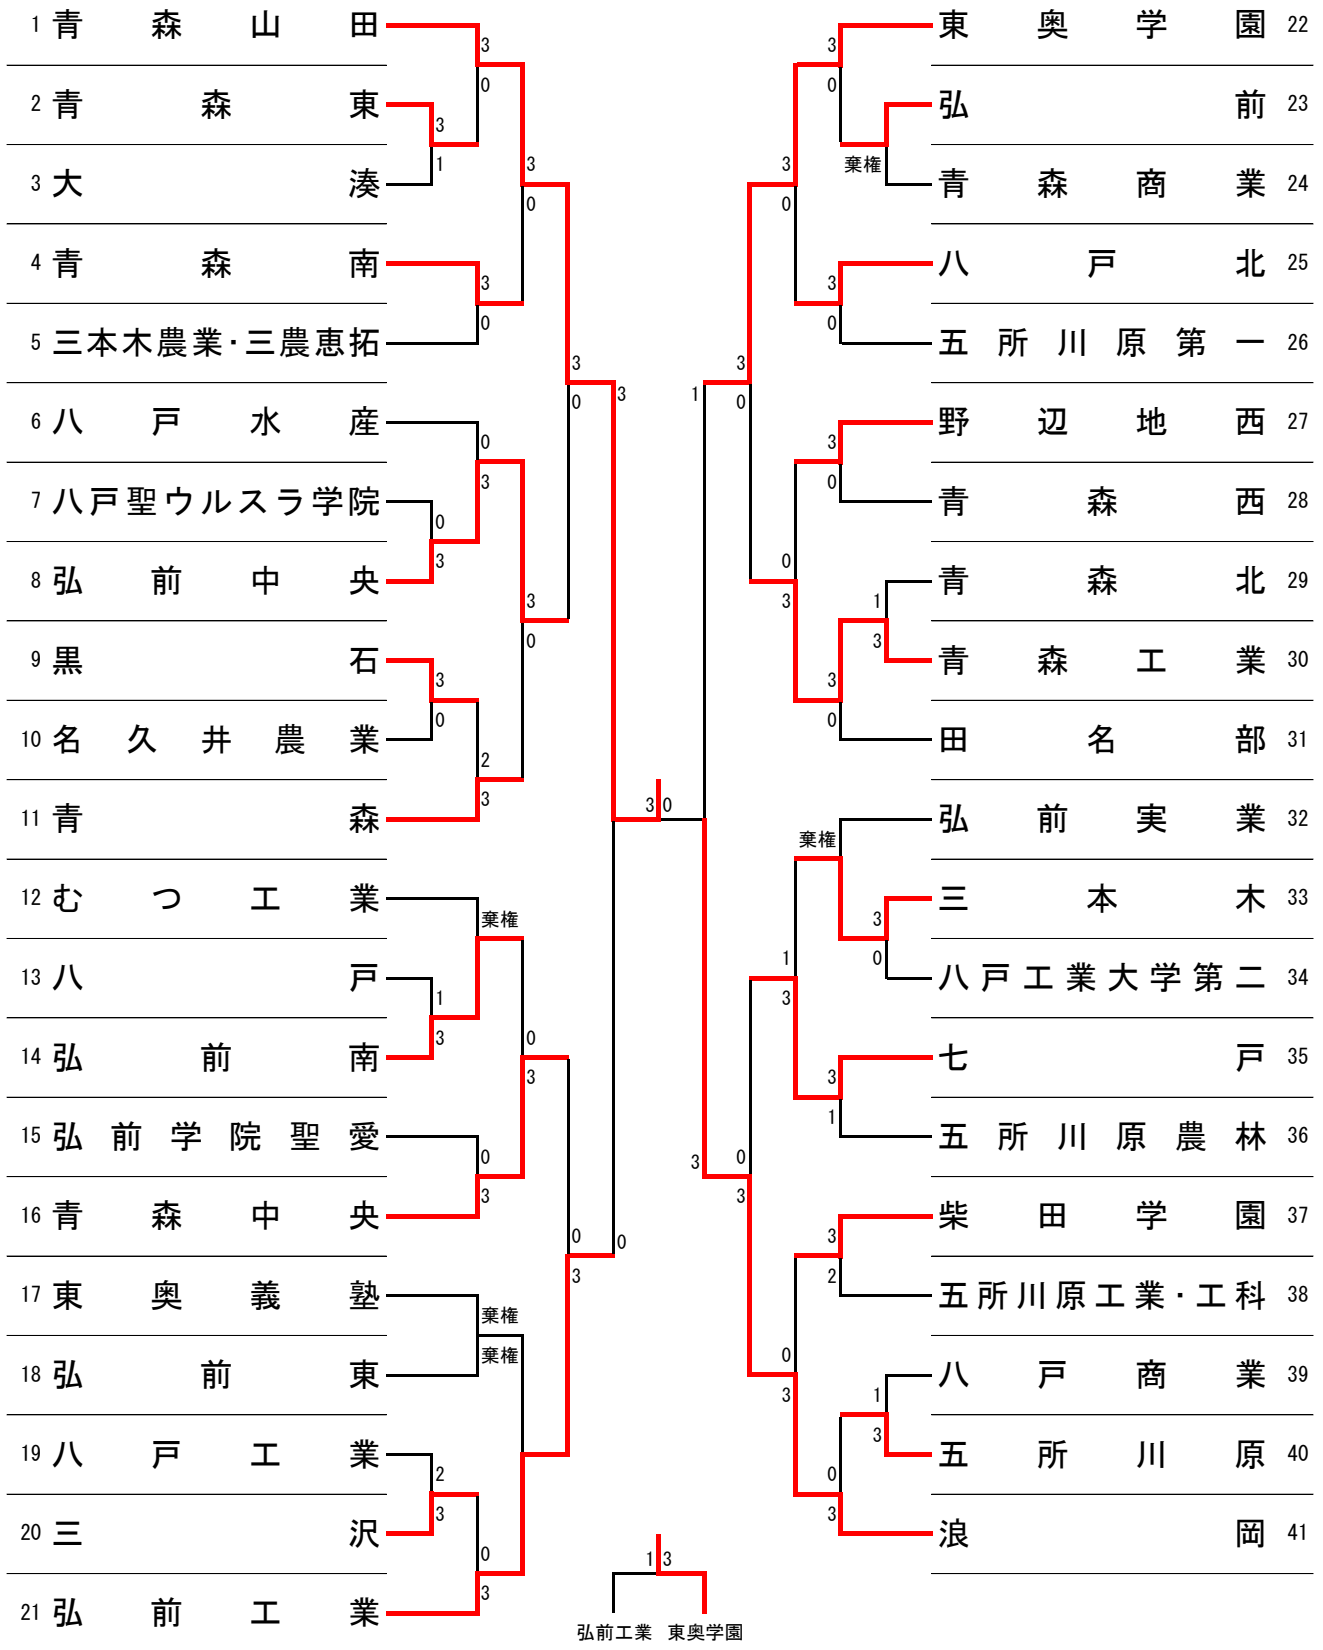 1 青森山田
3
0
2 青森東
3
1
3 大湊
3
0
4 青森南
3
0
5 三本木農業・三農恵拓
3
0
6 八戸水産
0
3
7 八戸聖ウルスラ学院
0
3
8 弘前中央
3
0
9 黒石
3
0
10 名久井農業
2
3
11 青森
3
0
12 むつ工業
棄権
13 八戸
1
3
14 弘前南
0
3
15 弘前学院聖愛
0
3
16 青森中央
0
3
0
17 東奥義塾
棄権
棄権
18 弘前東
19 八戸工業
2
3
20 三沢
0
3
21 弘前工業
3 0
東奥学園 22
3
0
弘前 23
棄権
青森商業 24
3
0
八戸北 25
3
0
五所川原第一 26
3
0
1
野辺地西 27
3
0
青森西 28
0
3
青森北 29
1
3
青森工業 30
3
0
田名部 31
弘前実業 32
棄権
三本木 33
3
0
八戸工業大学第二 34
1
3
七戸 35
3
1
五所川原農林 36
3
0
3
柴田学園 37
3
2
五所川原工業・工科 38
0
3
八戸商業 39
1
3
五所川原 40
0
3
浪岡 41
1 3
弘前工業 東奥学園